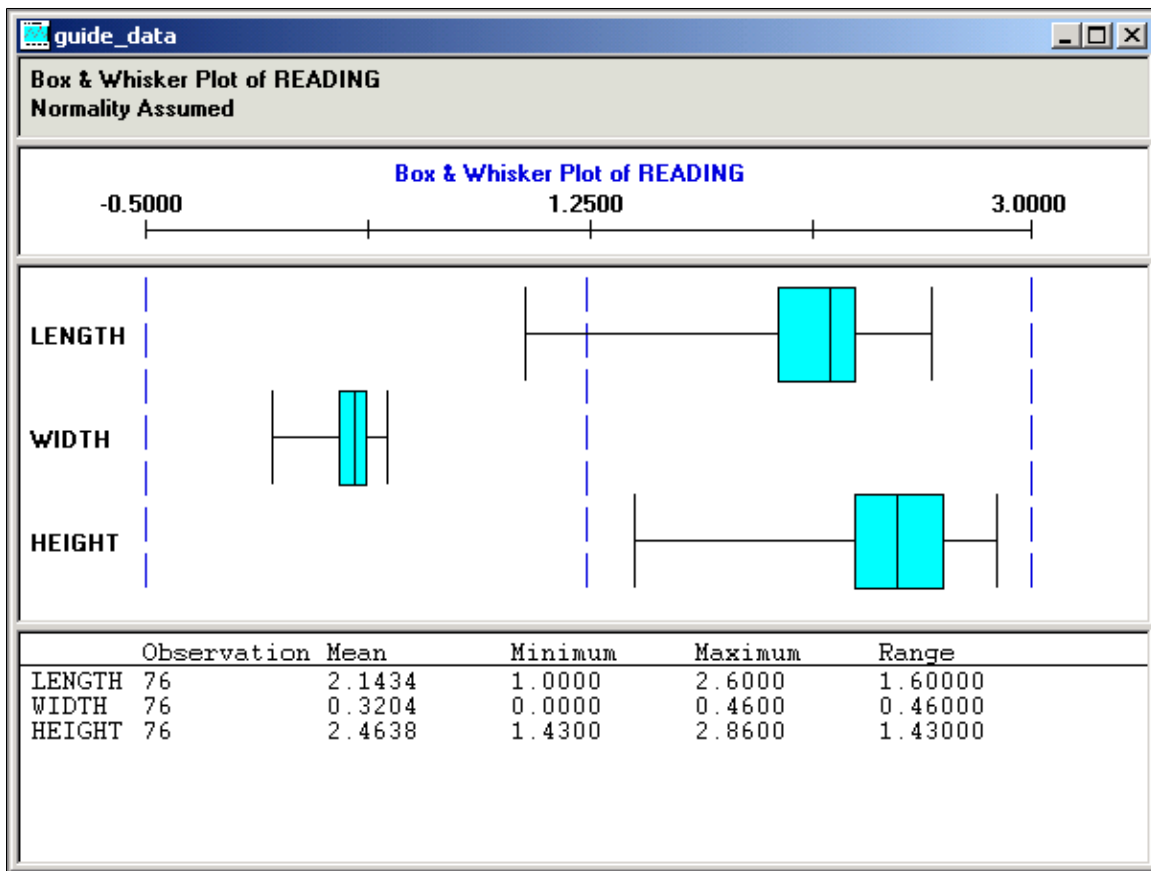 guide_data
Box & Whisker Plot of READING
Normality Assumed
Box & Whisker Plot of READING
-0.5000 1.2500 3.0000
LENGTH
WIDTH
HEIGHT
Observation Mean Minimum Maximum Range
LENGTH 76 2.1434 1.0000 2.6000 1.60000
WIDTH 76 0.3204 0.0000 0.4600 0.46000
HEIGHT 76 2.4638 1.4300 2.8600 1.43000